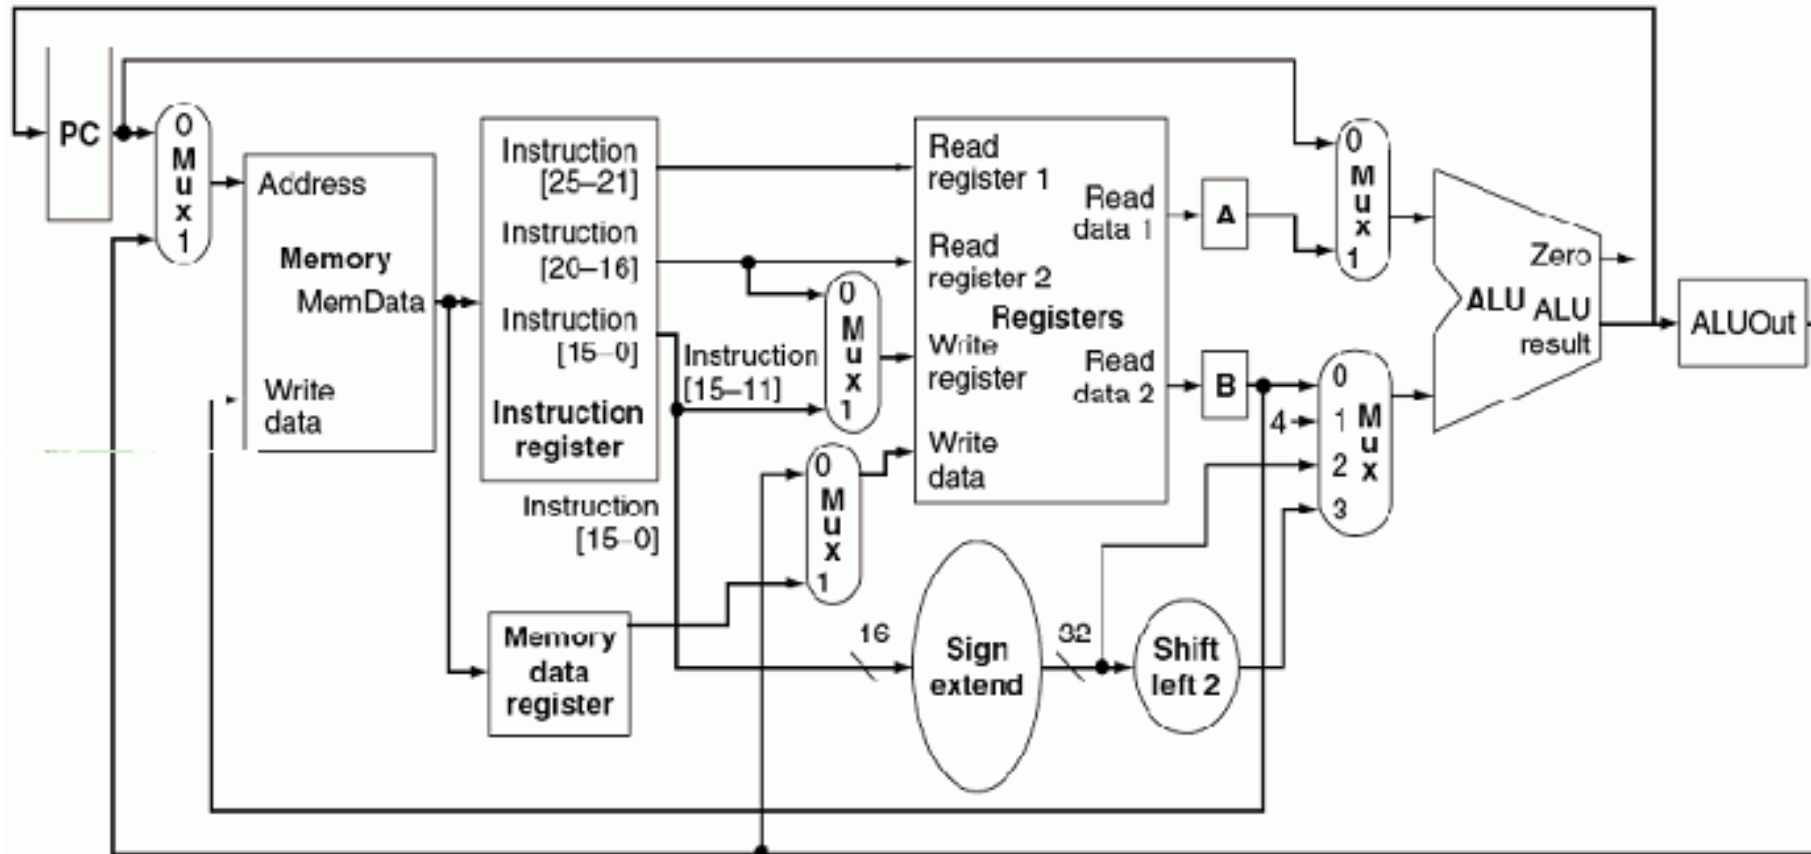 PC
0
M
u
x
1
Address
Memory
MemData
Write
data
Instruction
[25–21]
Instruction
[20–16]
Instruction
[15–0]
Instruction
register
Instruction
[15–0]
Instruction
[15–11]
0
M
u
x
1
0
M
u
x
1
Memory
data
register
Read
register 1
Read
register 2
Registers
Write
register
Write
data
Read
data 1
Read
data 2
16
Sign
extend
32
Shift
left 2
A
B
4
0
M
u
x
1
0
1
2
3
M
u
x
Zero
ALU
ALU
result
ALUOut